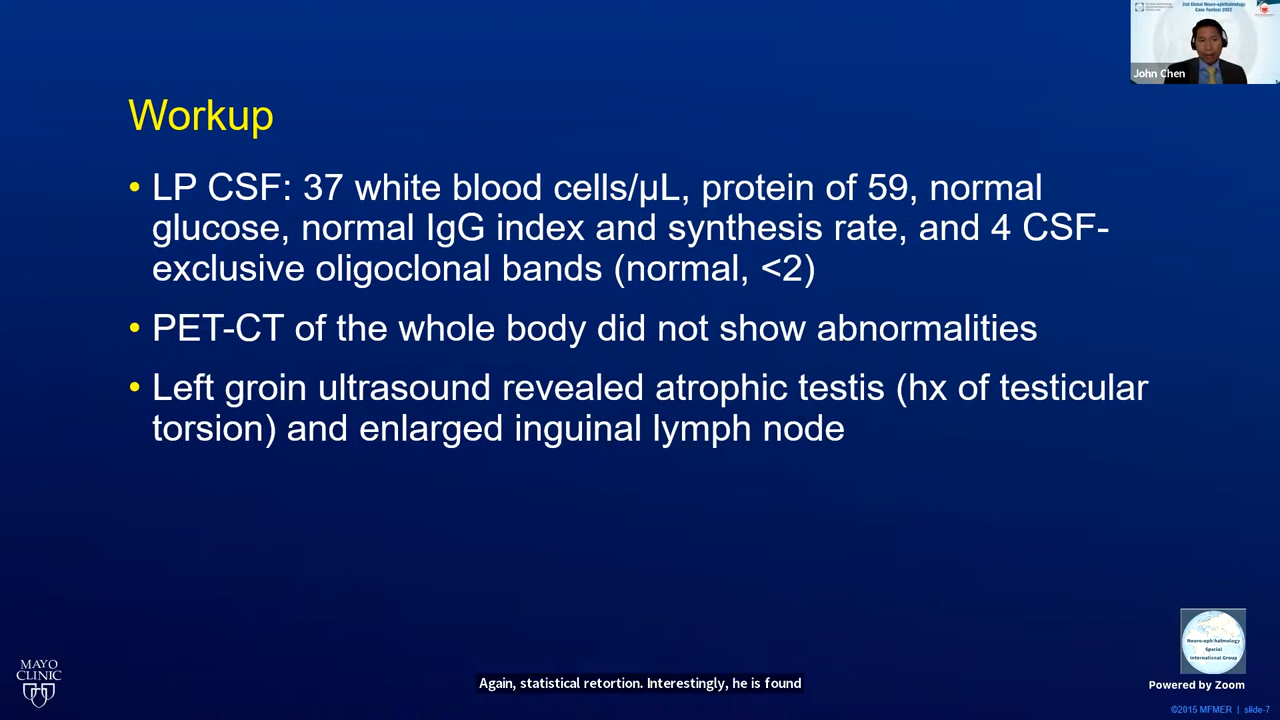 2nd Global Neuro-ophthalmology
Case Festival 2022
John Chen
Workup
• LP CSF: 37 white blood cells/µL, protein of 59, normal
glucose, normal IgG index and synthesis rate, and 4 CSF-
exclusive oligoclonal bands (normal, <2)
• PET-CT of the whole body did not show abnormalities
• Left groin ultrasound revealed atrophic testis (hx of testicular
torsion) and enlarged inguinal lymph node
MAYO
CLINIC
Neuro-ophthalmology
Special
International Group
Powered by Zoom
Again, statistical retortion. Interestingly, he is found
©2015 MFMER | slide-7